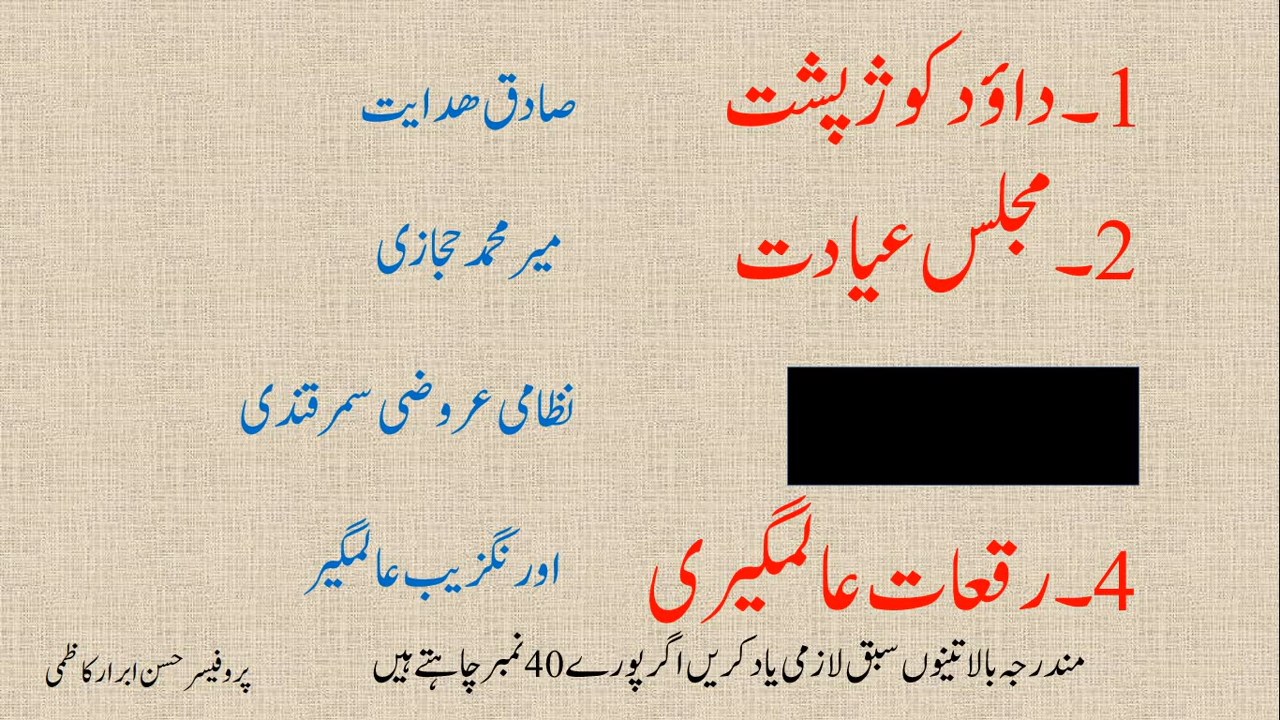 1۔داؤد کوژپشت صادق ھدایت
2۔مجلس عیادت میر محمد حجازی
نظامی عروضی سمرقندی
4۔رقعات عالمگیری اورنگزیب عالمگیر
مندرجہ بالا تینوں سبق لازمی یاد کریں اگر پورے 40 نمبر چاہتے ہیں پروفیسر حسن ابرار کاظمی